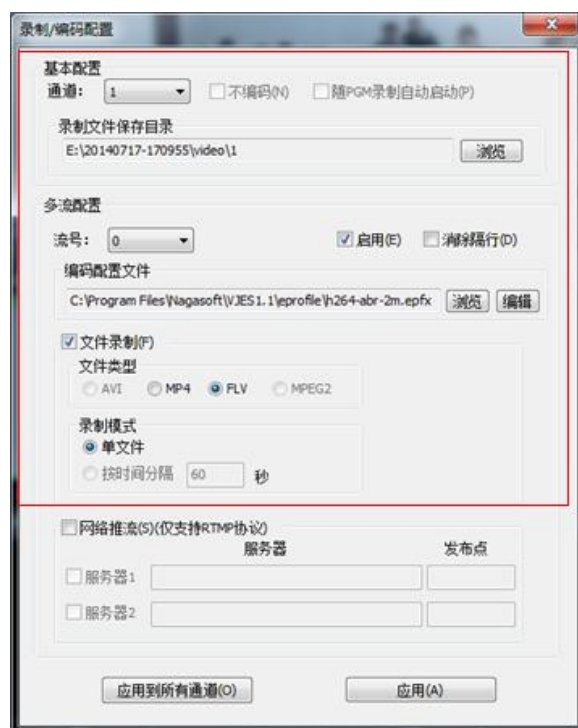 录制/编码配置
基本配置
通道： 1 不编码(N) 随PGM录制自动启动(P)
录制文件保存目录
E:\20140717-170955\video\1 浏览
多流配置
流号： 0 启用(E) 消除隔行(D)
编码配置文件
C:\Program Files\Nagasoft\VJES1.1\eprofile\h264-abr-2m.epfx 浏览 编辑
文件录制(F)
文件类型
AVI MP4 FLV MPEG2
录制模式
单文件
按时间分隔 60 秒
网络推流(S)(仅支持RTMP协议)
服务器 发布点
服务器1
服务器2
应用到所有通道(O) 应用(A)